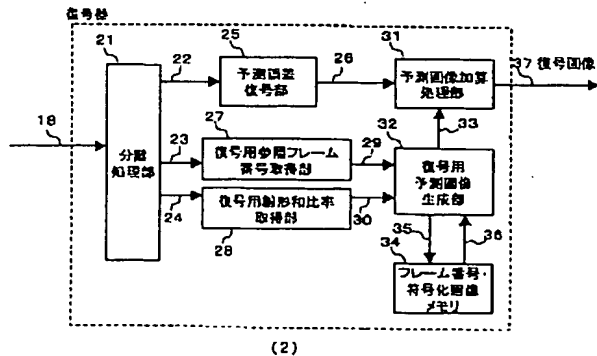 復号器
21
22
25
予測誤差
復号部
26
31
予測画像加算
処理部
37 復号画像
18
分離
処理部
23
27
復号用参照フレーム
番号取得部
29
32
33
復号用
予測画像
生成部
24
復号用線形和比率
取得部
28
30
35
36
34
フレーム番号・
符号化画像
メモリ
(2)